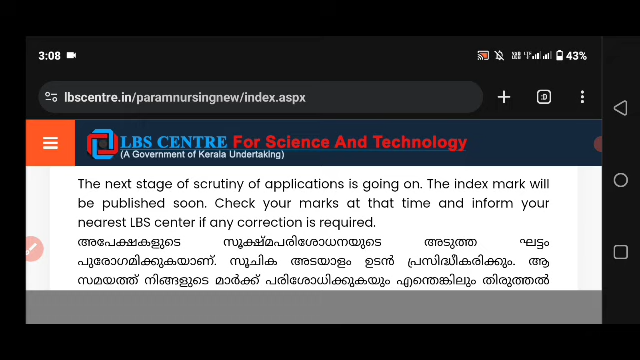 3:08 43%
lbscentre.in/paramnursingnew/index.aspx
LBS CENTRE For Science And Technology
(A Government of Kerala Undertaking)
The next stage of scrutiny of applications is going on. The index mark will
be published soon. Check your marks at that time and inform your
nearest LBS center if any correction is required.
അപേക്ഷകളുടെ സൂക്ഷ്മപരിശോധനയുടെ അടുത്ത ഘട്ടം
പുരോഗമിക്കുകയാണ്. സൂചിക അടയാളം ഉടൻ പ്രസിദ്ധീകരിക്കും. ആ
സമയത്ത് നിങ്ങളുടെ മാർക്ക് പരിശോധിക്കുകയും എന്തെങ്കിലും തിരുത്തൽ